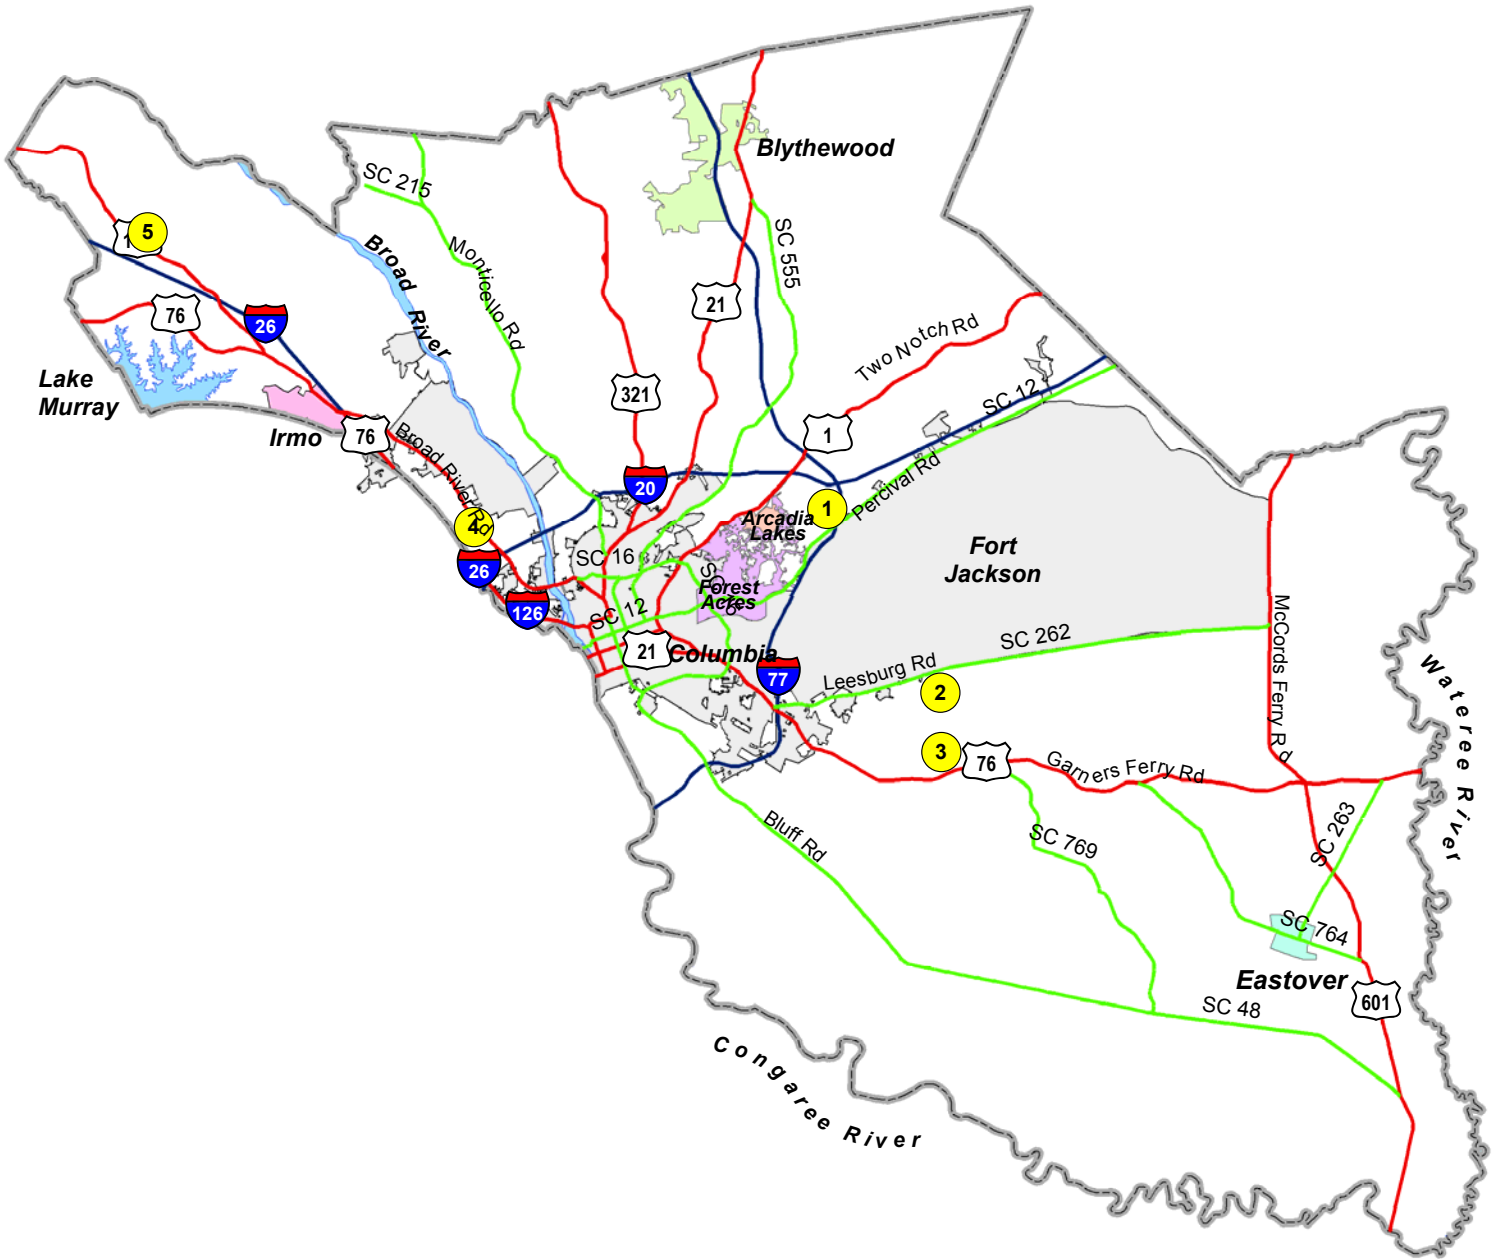 Blythewood
SC 215
Broad River
Monticello Rd
SC 555
5
76
26
21
Two Notch Rd
Lake
Murray
321
SC 12
Irmo
76
1
Broad River Rd
20
Percival Rd
4
1
Arcadia
Lakes
Fort
Jackson
SC 16
26
SC 16
Forest
Acres
126
SC 12
McCords Ferry Rd
SC 262
21
Columbia
77
Leesburg Rd
2
Wateree River
3
76
Garners Ferry Rd
Bluff Rd
SC 769
SC 263
SC 764
Eastover
601
SC 48
Congaree River